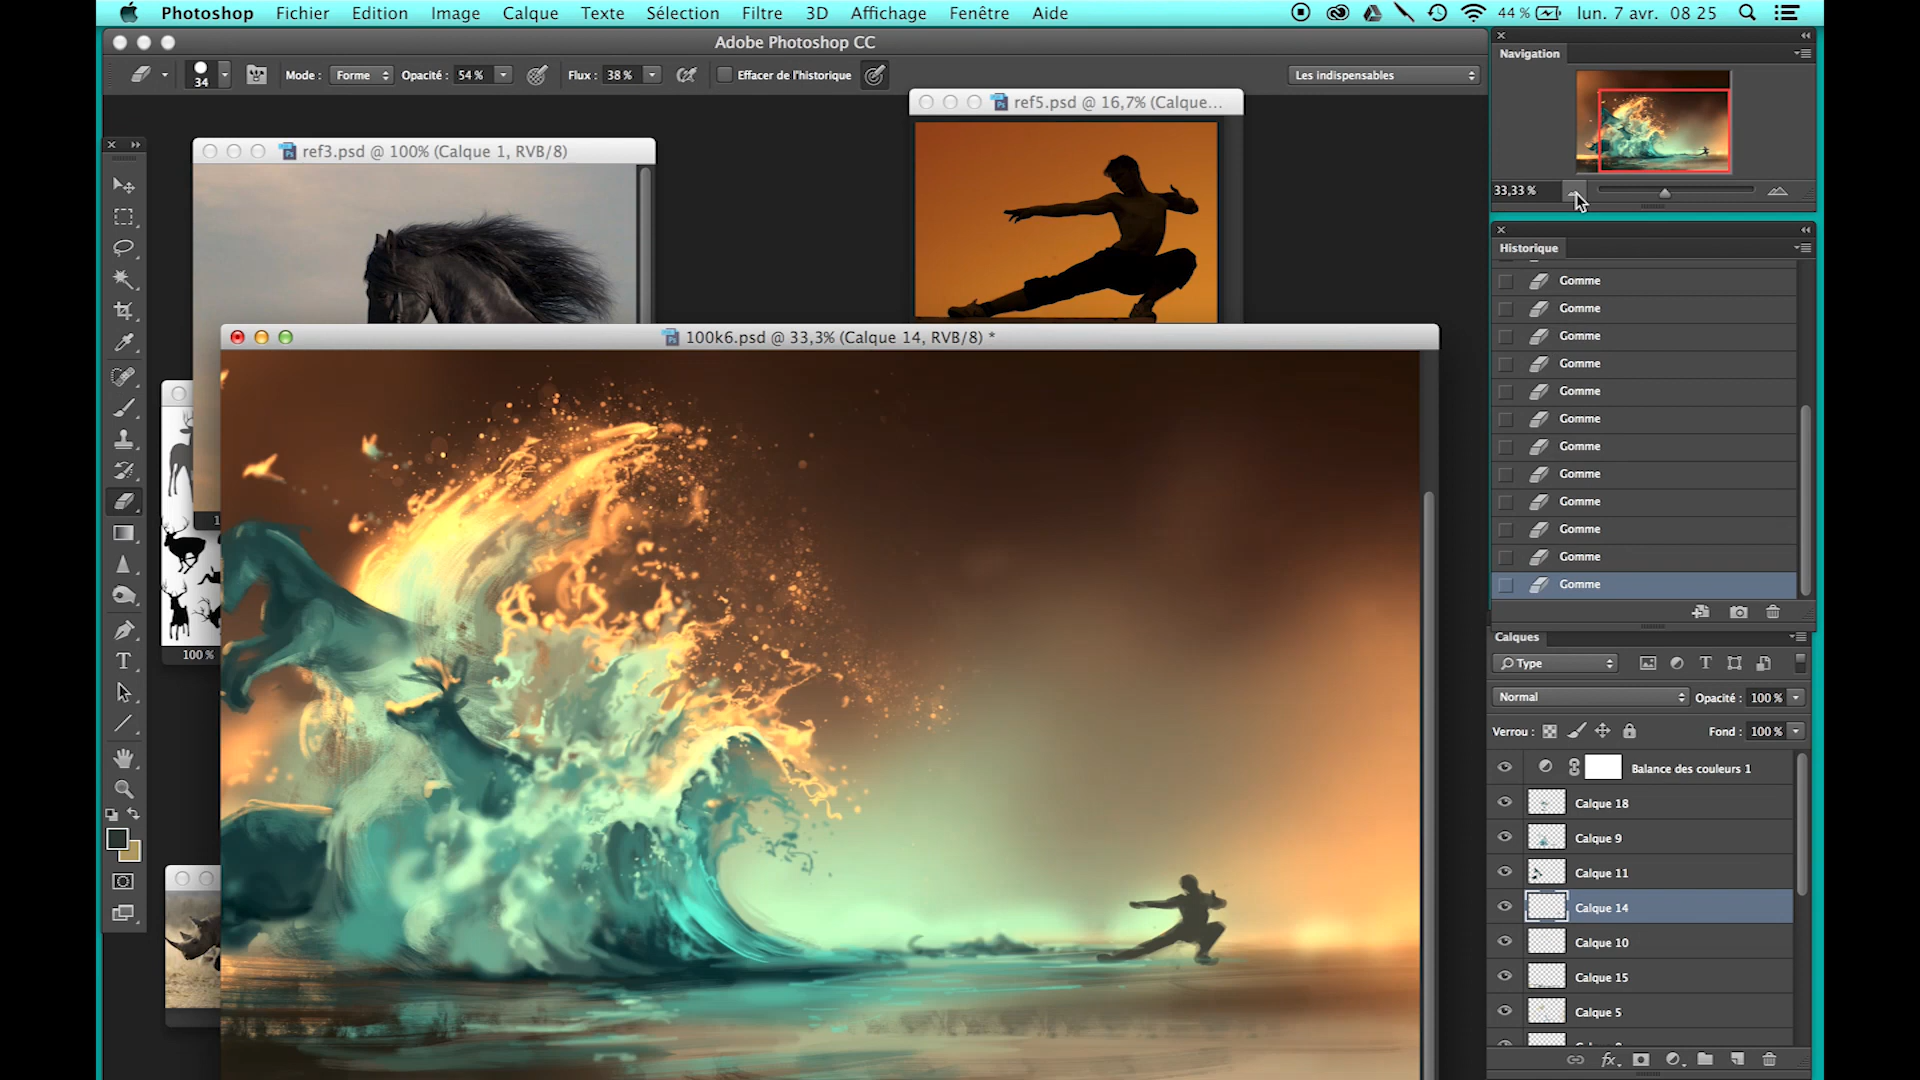 Photoshop Fichier Edition Image Calque Texte Sélection Filtre 3D Affichage Fenêtre Aide 44 % lun. 7 avr. 08 25
Adobe Photoshop CC
34 Mode : Forme Opacité : 54 % Flux : 38 % Effacer de l'historique Les indispensables
Navigation
33,33 %
ref5.psd @ 16,7% (Calque...
ref3.psd @ 100% (Calque 1, RVB/8)
100k6.psd @ 33,3% (Calque 14, RVB/8) *
100 %
Historique
Gomme
Gomme
Gomme
Gomme
Gomme
Gomme
Gomme
Gomme
Gomme
Gomme
Gomme
Gomme
Calques
Type
Normal Opacité : 100 %
Verrou : Fond : 100 %
Balance des couleurs 1
Calque 18
Calque 9
Calque 11
Calque 14
Calque 10
Calque 15
Calque 5